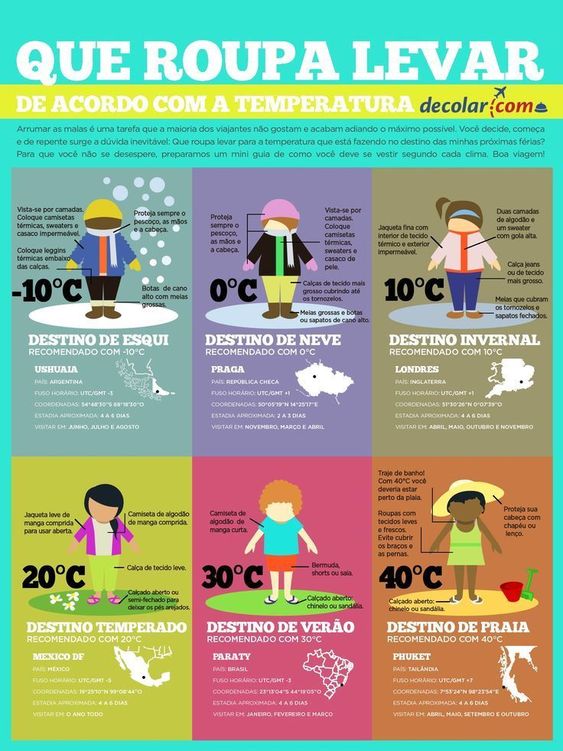 QUE ROUPA LEVAR
DE ACORDO COM A TEMPERATURA decolar.com
Arrumar as malas é uma tarefa que a maioria dos viajantes não gostam e acabam adiando o máximo possível. Você decide, começa
e de repente surge a dúvida inevitável: Que roupa levar para a temperatura que está fazendo no destino das minhas próximas férias?
Para que você não se desespere, preparamos um mini guia de como você deve se vestir segundo cada clima. Boa viagem!
Vista-se por camadas.
Coloque camisetas
térmicas, sweaters e
casaco impermeável.
Proteja sempre o
pescoço, as mãos e
a cabeça.
Coloque leggins
térmicas embaixo
das calças.
Botas de cano
alto com meias
grossas.
-10°C
DESTINO DE ESQUI
RECOMENDADO COM -10°C
USHUAIA
PAÍS: ARGENTINA
FUSO HORÁRIO: UTC/GMT -3
COORDENADAS: 54°48'30"S 68°18'30"O
ESTADIA APROXIMADA: 4 A 6 DIAS
VISITAR EM: JUNHO, JULHO E AGOSTO
Proteja
sempre o
pescoço,
as mãos e
a cabeça.
Vista-se por
camadas.
Coloque
camisetas
térmicas,
sweaters e
casaco de
pele.
Calças de tecido mais
grosso cubrindo até
os tornozelos.
Meias grossas e botas
ou sapatos de cano alto.
0°C
DESTINO DE NEVE
RECOMENDADO COM 0°C
PRAGA
PAÍS: REPÚBLICA CHECA
FUSO HORÁRIO: UTC/GMT +1
COORDENADAS: 50°05'19"N 14°25'17"E
ESTADIA APROXIMADA: 2 A 3 DIAS
VISITAR EM: NOVEMBRO, MARÇO E ABRIL
Jaqueta fina com
interior de tecido
térmico e exterior
impermeável.
Duas camadas
de algodão e
um sweater
com gola alta.
Calça jeans
ou de tecido
mais grosso.
Meias que cubram
os tornozelos e
sapatos fechados.
10°C
DESTINO INVERNAL
RECOMENDADO COM 10°C
LONDRES
PAÍS: INGLATERRA
FUSO HORÁRIO: UTC/GMT 0
COORDENADAS: 51°30'26"N 0°07'39"O
ESTADIA APROXIMADA: 4 A 6 DIAS
VISITAR EM: ABRIL, MAIO, OUTUBRO E NOVEMBRO
Jaqueta leve de
manga comprida
para usar aberta.
Camiseta de algodão
de manga comprida.
Calça de tecido leve.
Calçado aberto ou
semi-fechado para
deixar os pés arejados.
20°C
DESTINO TEMPERADO
RECOMENDADO COM 20°C
MEXICO DF
PAÍS: MÉXICO
FUSO HORÁRIO: UTC/GMT -5
COORDENADAS: 19°25'10"N 99°08'44"O
ESTADIA APROXIMADA: 4 A 6 DIAS
VISITAR EM: O ANO TODO
Camiseta de
algodão de
manga curta.
Bermuda,
shorts ou saia.
Calçado aberto:
chinelo ou sandália.
30°C
DESTINO DE VERÃO
RECOMENDADO COM 30°C
PARATY
PAÍS: BRASIL
FUSO HORÁRIO: UTC/GMT -3
COORDENADAS: 23°13'04"S 44°19'05"O
ESTADIA APROXIMADA: 4 A 6 DIAS
VISITAR EM: JANEIRO, FEVEREIRO E MARÇO
Traje de banho!
Com 40°C você
deveria estar
perto da plaia.
Roupas com
tecidos leves
e frescos.
Evite cubrir
os braços e
as pernas.
Proteja sua
cabeça com
chapéu ou
lenço.
Calçado aberto:
chinelo ou sandália.
40°C
DESTINO DE PRAIA
RECOMENDADO COM 40°C
PHUKET
PAÍS: TAILÂNDIA
FUSO HORÁRIO: UTC/GMT +7
COORDENADAS: 7°53'24"N 98°23'54"E
ESTADIA APROXIMADA: 4 A 6 DIAS
VISITAR EM: ABRIL, MAIO, SETEMBRO E OUTUBRO